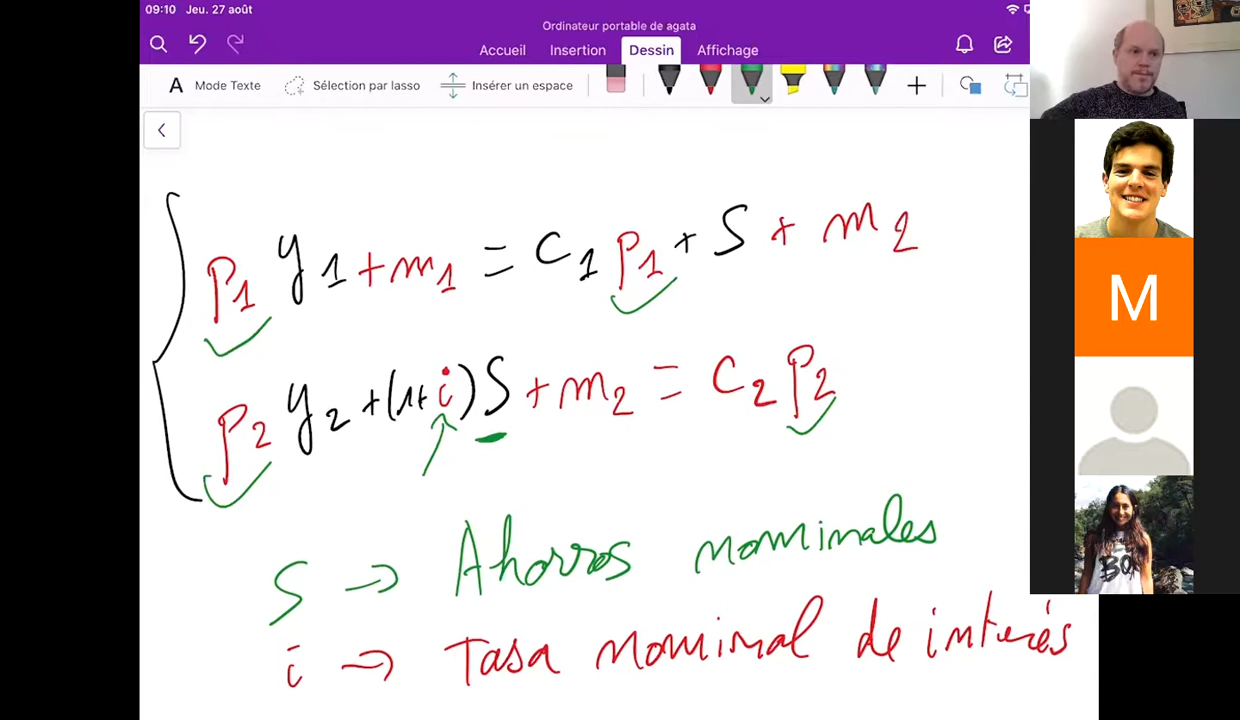 09:10 Jeu. 27 août
Ordinateur portable de agata
Accueil Insertion Dessin Affichage
A Mode Texte Sélection par lasso Insérer un espace
p1 y1 + m1 = C1 p1 + S + m2
p2 y2 + (1+i) S + m2 = C2 p2
S → Ahorros nominales
i → Tasa nominal de interés
M
BO